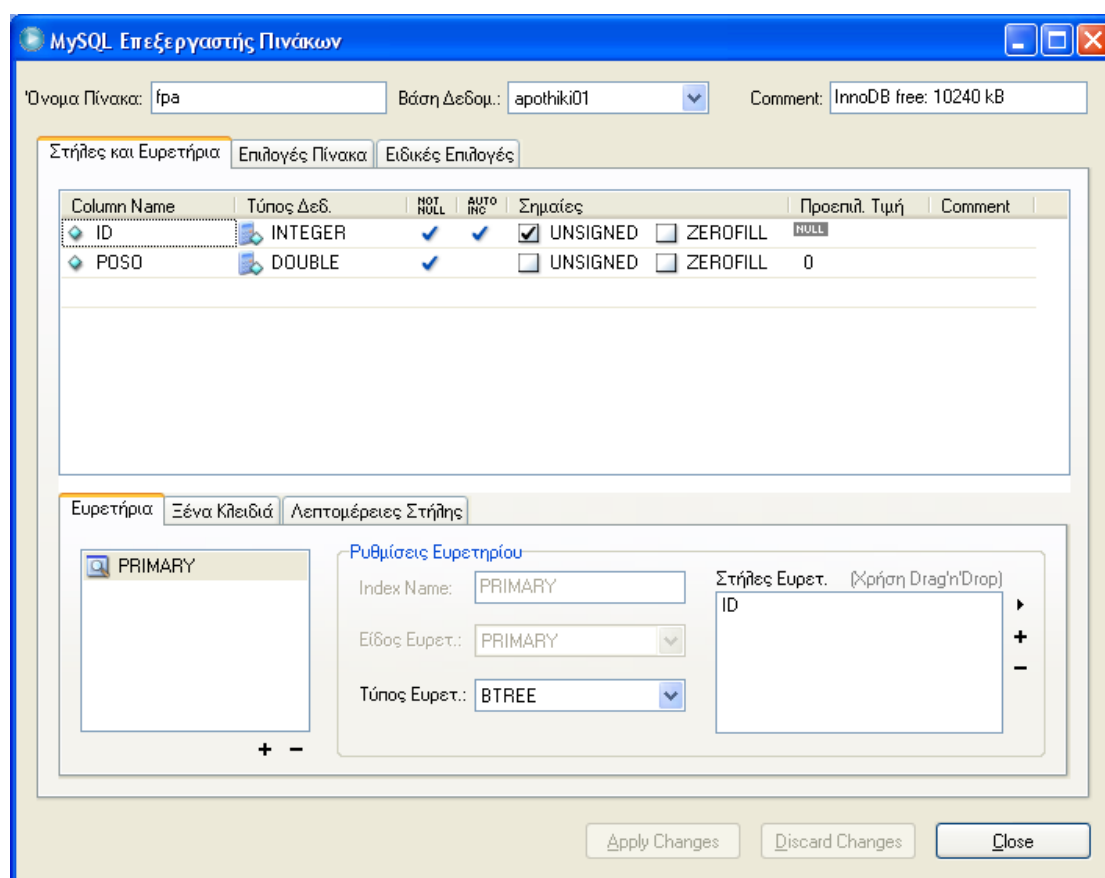 MySQL Επεξεργαστής Πινάκων
Όνομα Πίνακα: fpa Βάση Δεδομ.: apothiki01 Comment: InnoDB free: 10240 kB
Στήλες και Ευρετήρια Επιλογές Πίνακα Ειδικές Επιλογές
Column Name Τύπος Δεδ. NOT NULL AUTO INC Σημαίες Προεπιλ. Τιμή Comment
ID INTEGER UNSIGNED ZEROFILL NULL
POSO DOUBLE UNSIGNED ZEROFILL 0
Ευρετήρια Ξένα Κλειδιά Λεπτομέρειες Στήλης
PRIMARY
Ρυθμίσεις Ευρετηρίου
Index Name: PRIMARY
Είδος Ευρετ.: PRIMARY
Τύπος Ευρετ.: BTREE
Στήλες Ευρετ. (Χρήση Drag'n'Drop)
ID
Apply Changes Discard Changes Close